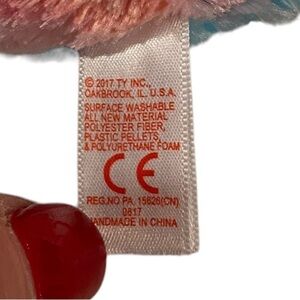 © 2017 TY INC.,
OAKBROOK, IL. U.S.A.
SURFACE WASHABLE
ALL NEW MATERIAL
POLYESTER FIBER,
PLASTIC PELLETS,
& POLYURETHANE FOAM
CE
REG.NO PA. 15626(CN)
0817
HANDMADE IN CHINA